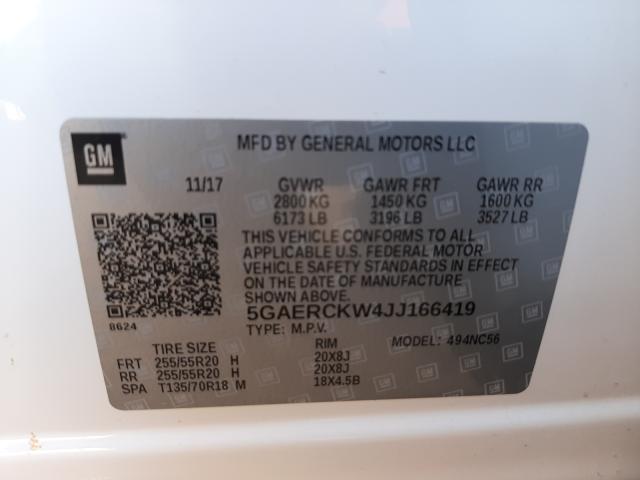 GM
MFD BY GENERAL MOTORS LLC
11/17 GVWR GAWR FRT GAWR RR
2800 KG 1450 KG 1600 KG
6173 LB 3196 LB 3527 LB
THIS VEHICLE CONFORMS TO ALL
APPLICABLE U.S. FEDERAL MOTOR
VEHICLE SAFETY STANDARDS IN EFFECT
ON THE DATE OF MANUFACTURE
SHOWN ABOVE.
8624
5GAERCKW4JJ166419
TYPE: M.P.V. MODEL: 494NC56
TIRE SIZE RIM
FRT 255/55R20 H 20X8J
RR 255/55R20 H 20X8J
SPA T135/70R18 M 18X4.5B